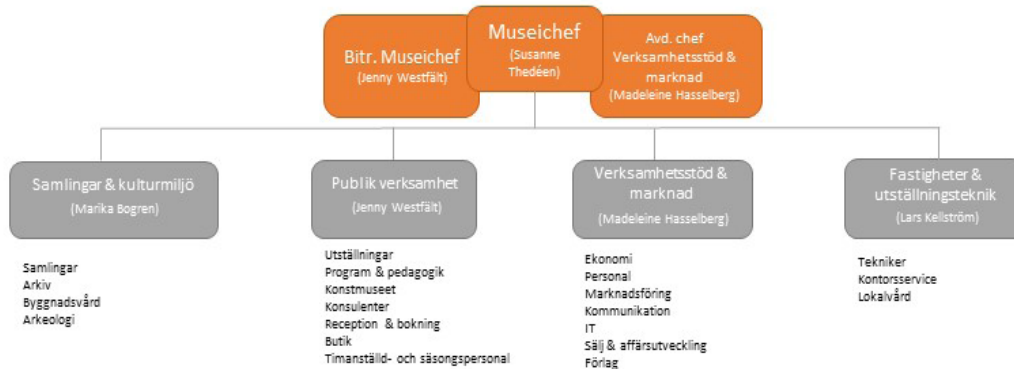 Museichef
(Susanne
Thedéen)
Bitr. Museichef
(Jenny Westfält)
Avd. chef
Verksamhetsstöd &
marknad
(Madeleine Hasselberg)
Samlingar & kulturmiljö
(Marika Bogren)
Publik verksamhet
(Jenny Westfält)
Verksamhetsstöd &
marknad
(Madeleine Hasselberg)
Fastigheter &
utställningsteknik
(Lars Kellström)
Samlingar
Arkiv
Byggnadsvård
Arkeologi
Utställningar
Program & pedagogik
Konstmuseet
Konsulenter
Reception & bokning
Butik
Timanställd- och säsongspersonal
Ekonomi
Personal
Marknadsföring
Kommunikation
IT
Sälj & affärsutveckling
Förlag
Tekniker
Kontorsservice
Lokalvård